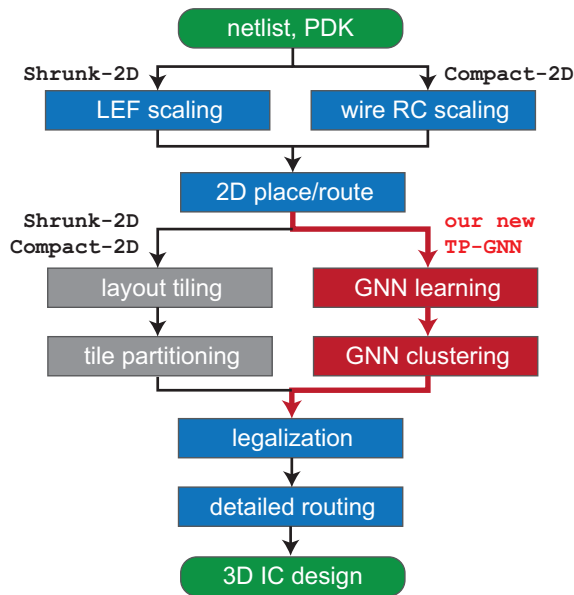 netlist, PDK
Shrunk-2D
Compact-2D
LEF scaling
wire RC scaling
2D place/route
Shrunk-2D
Compact-2D
our new
TP-GNN
layout tiling
GNN learning
tile partitioning
GNN clustering
legalization
detailed routing
3D IC design